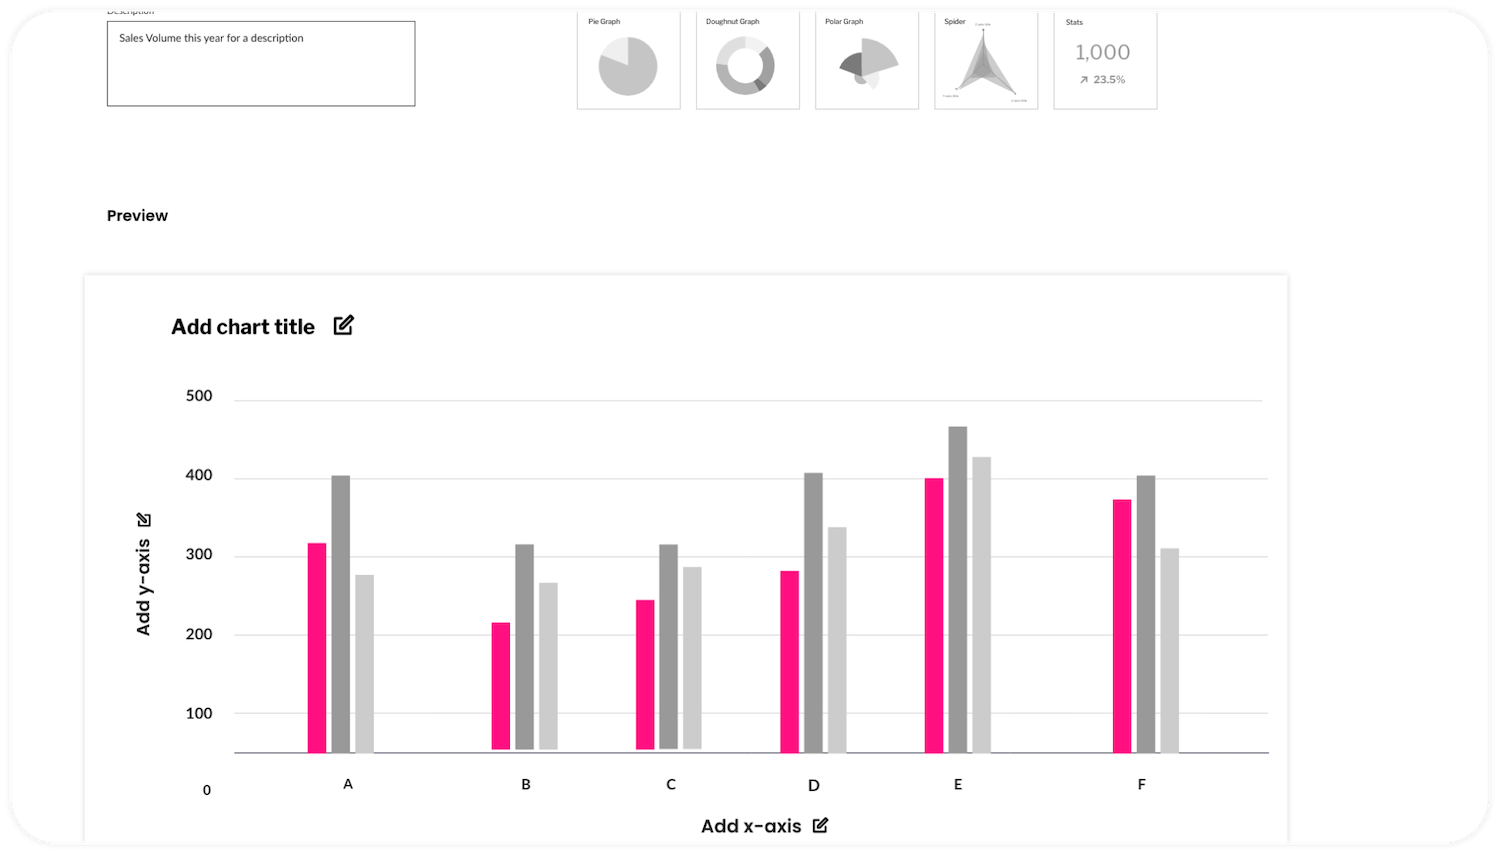 Description
Sales Volume this year for a description
Pie Graph
Doughnut Graph
Polar Graph
Spider
Stats
1,000
23.5%
Preview
Add chart title
500
400
300
200
100
0
Add y-axis
A
B
C
D
E
F
Add x-axis